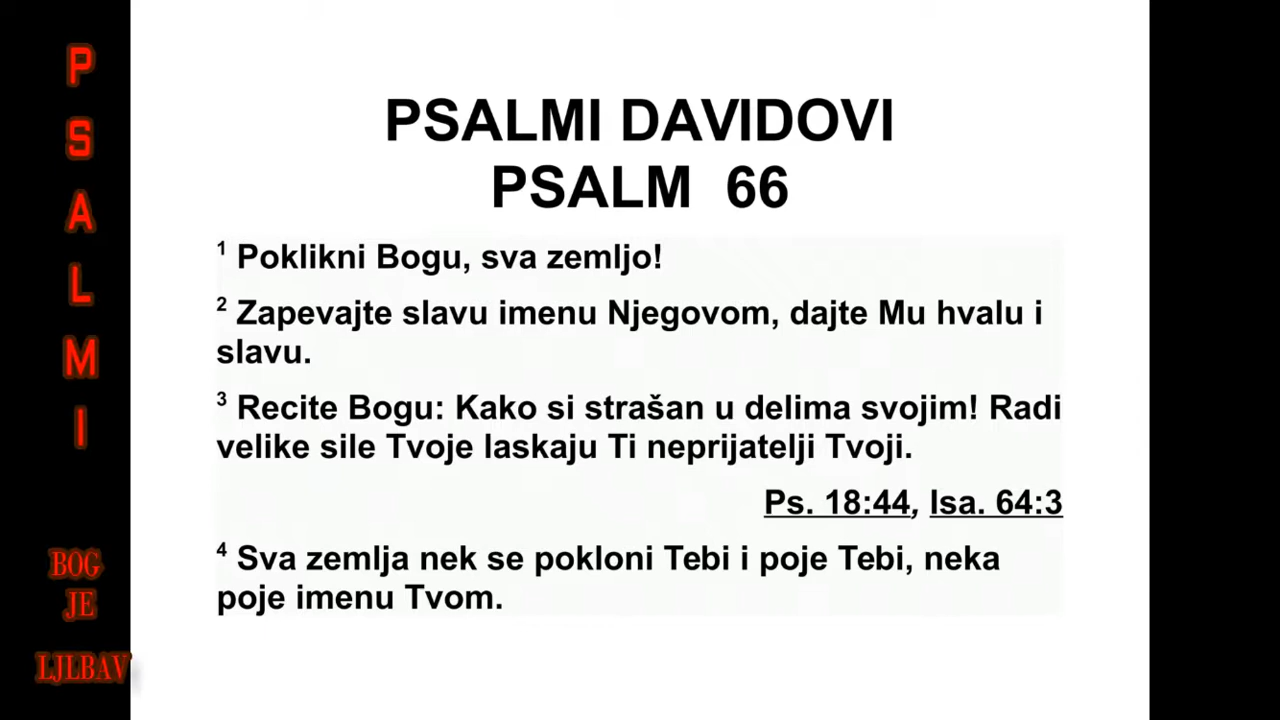 P
S
A
L
M
I
BOG
JE
LJLBAV
PSALMI DAVIDOVI
PSALM 66
1 Poklikni Bogu, sva zemljo!
2 Zapevajte slavu imenu Njegovom, dajte Mu hvalu i
slavu.
3 Recite Bogu: Kako si strašan u delima svojim! Radi
velike sile Tvoje laskaju Ti neprijatelji Tvoji.
Ps. 18:44, Isa. 64:3
4 Sva zemlja nek se pokloni Tebi i poje Tebi, neka
poje imenu Tvom.